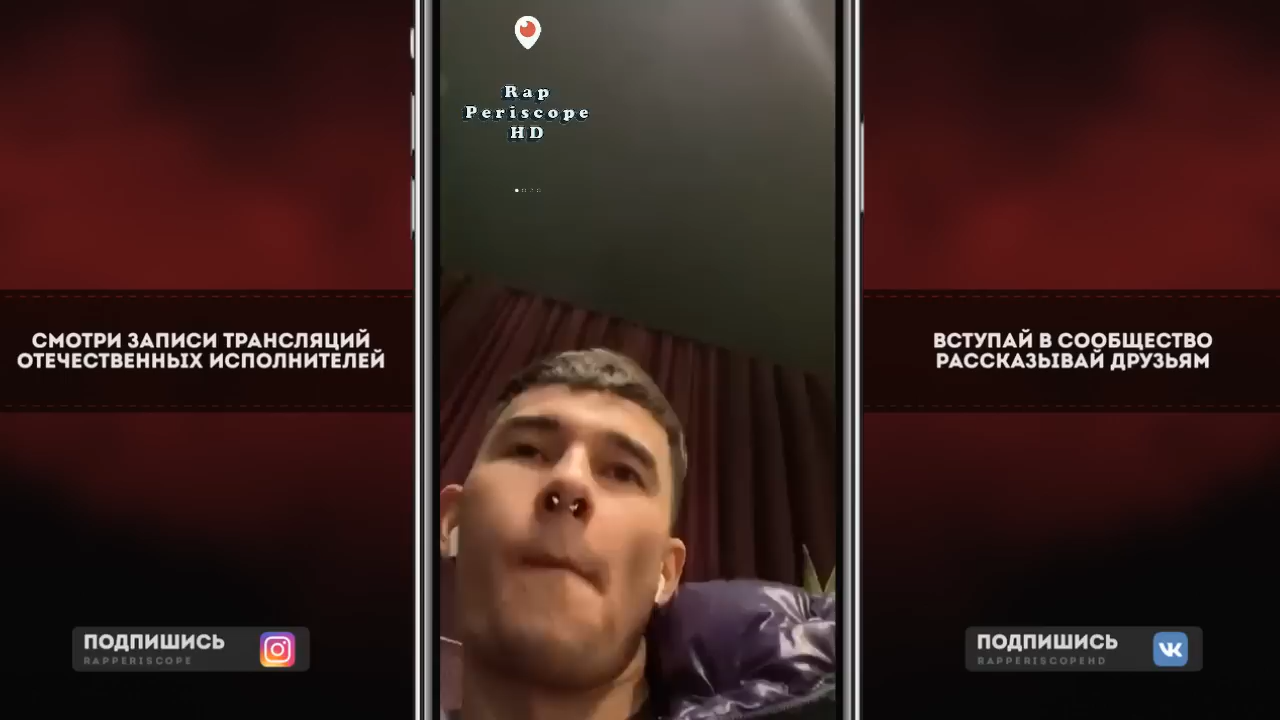 Rap
Periscope
HD
СМОТРИ ЗАПИСИ ТРАНСЛЯЦИЙ
ОТЕЧЕСТВЕННЫХ ИСПОЛНИТЕЛЕЙ
ВСТУПАЙ В СООБЩЕСТВО
РАССКАЗЫВАЙ ДРУЗЬЯМ
ПОДПИШИСЬ
RAPPERISCOPE
ПОДПИШИСЬ
RAPPERISCOPEHD